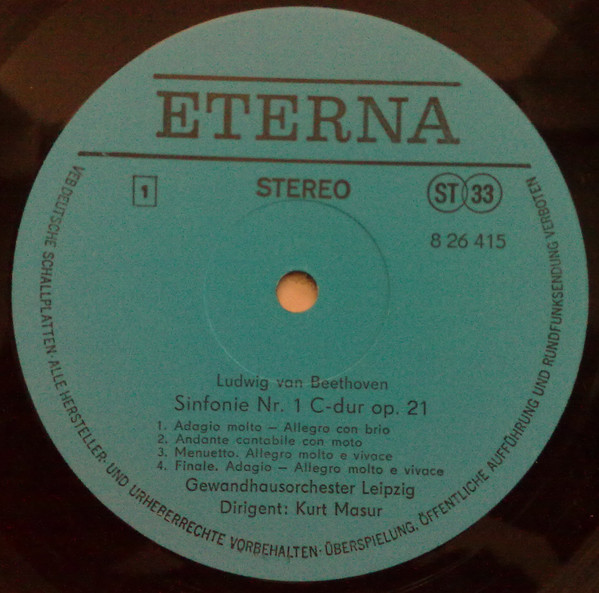 ETERNA
1 STEREO ST 33
8 26 415
Ludwig van Beethoven
Sinfonie Nr. 1 C-dur op. 21
1. Adagio molto – Allegro con brio
2. Andante cantabile con moto
3. Menuetto. Allegro molto e vivace
4. Finale. Adagio – Allegro molto e vivace
Gewandhausorchester Leipzig
Dirigent: Kurt Masur
VEB DEUTSCHE SCHALLPLATTEN · ALLE HERSTELLER- UND URHEBERRECHTE VORBEHALTEN · ÜBERSPIELUNG, ÖFFENTLICHE AUFFÜHRUNG UND RUNDFUNKSENDUNG VERBOTEN